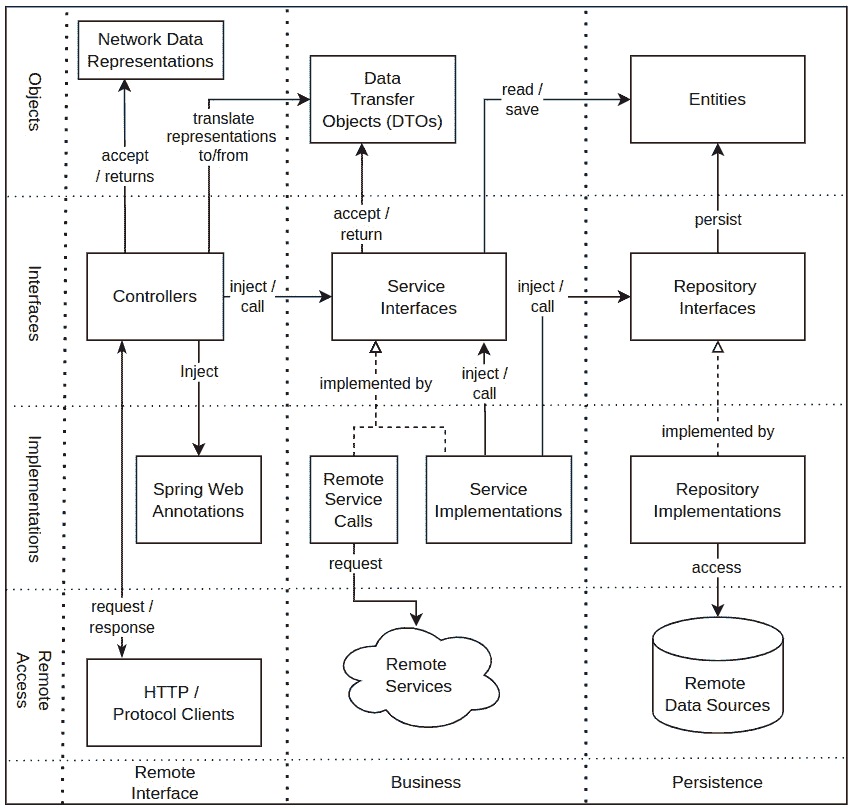 Objects
Network Data
Representations
Data
Transfer
Objects (DTOs)
Entities
translate
representations
to/from
read /
save
accept
/ returns
accept /
return
persist
Interfaces
Controllers
inject /
call
Service
Interfaces
inject /
call
Repository
Interfaces
Inject
implemented by
inject /
call
implemented by
Implementations
Spring Web
Annotations
Remote
Service
Calls
Service
Implementations
Repository
Implementations
request
access
request /
response
Remote
Access
HTTP /
Protocol Clients
Remote
Services
Remote
Data Sources
Remote
Interface
Business
Persistence